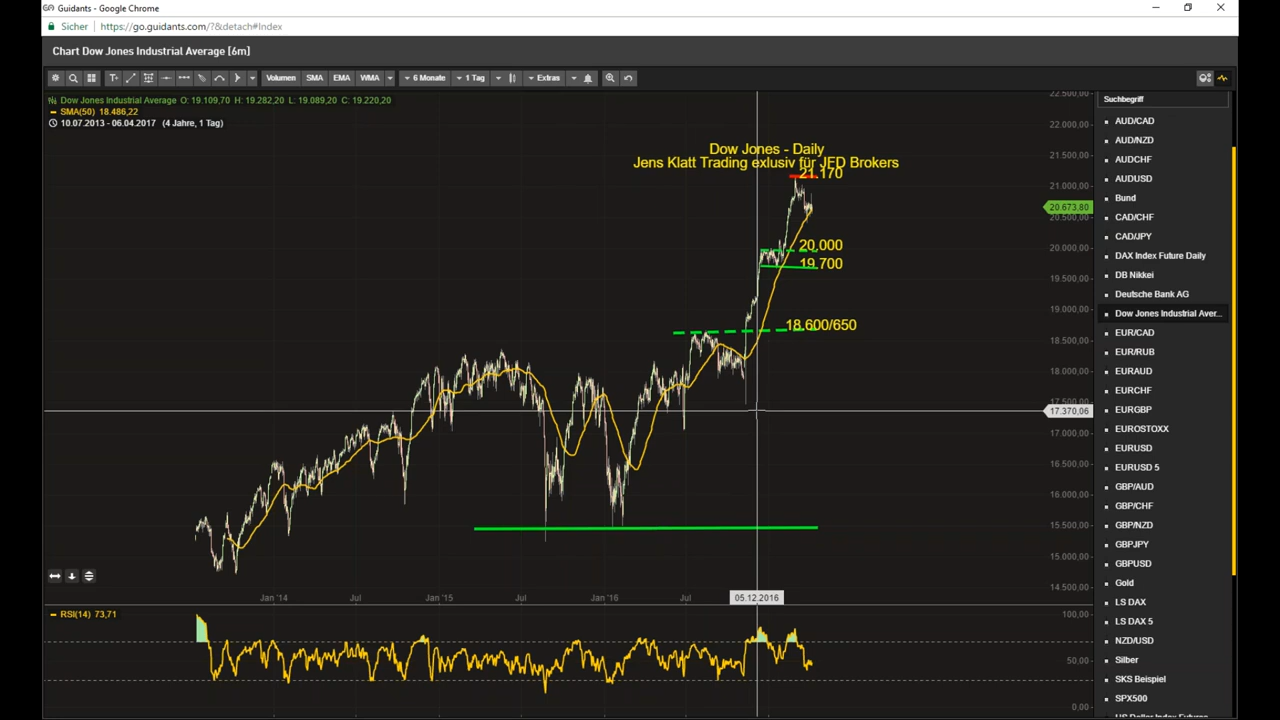 Guidants - Google Chrome
Sicher
https://go.guidants.com/?&detach#Index
Chart Dow Jones Industrial Average [6m]
T+ Volumen SMA EMA WMA 6 Monate 1 Tag Extras
Dow Jones Industrial Average O: 19.109,70 H: 19.282,20 L: 19.089,20 C: 19.220,20
SMA(50) 18.486,22
10.07.2013 - 06.04.2017 (4 Jahre, 1 Tag)
Dow Jones - Daily
Jens Klatt Trading exlusiv für JFD Brokers
21.170
20.000
19.700
18.600/650
22.500,00
22.000,00
21.500,00
21.000,00
20.673,80
20.500,00
20.000,00
19.500,00
19.000,00
18.500,00
18.000,00
17.500,00
17.370,06
17.000,00
16.500,00
16.000,00
15.500,00
15.000,00
14.500,00
Jan '14 Jul Jan '15 Jul Jan '16 Jul 05.12.2016
RSI(14) 73,71
100,00
50,00
0,00
Suchbegriff
AUD/CAD
AUD/NZD
AUDCHF
AUDUSD
Bund
CAD/CHF
CAD/JPY
DAX Index Future Daily
DB Nikkei
Deutsche Bank AG
Dow Jones Industrial Aver...
EUR/CAD
EUR/RUB
EURAUD
EURCHF
EURGBP
EUROSTOXX
EURUSD
EURUSD 5
GBP/AUD
GBP/CHF
GBP/NZD
GBPJPY
GBPUSD
Gold
LS DAX
LS DAX 5
NZD/USD
Silber
SKS Beispiel
SPX500